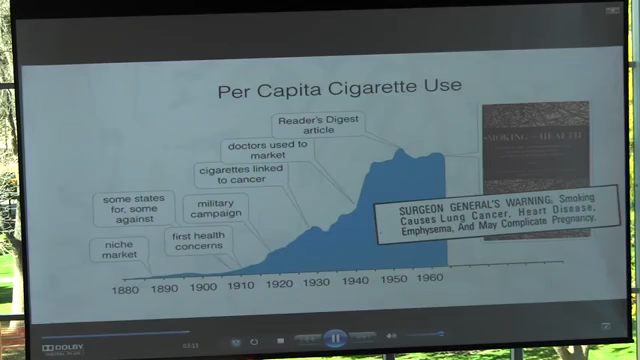 Per Capita Cigarette Use
Reader's Digest
article
doctors used to
market
cigarettes linked
to cancer
some states
for, some
against
military
campaign
niche
market
first health
concerns
SMOKING and HEALTH
SURGEON GENERAL'S WARNING: Smoking
Causes Lung Cancer, Heart Disease,
Emphysema, And May Complicate Pregnancy.
1880 1890 1900 1910 1920 1930 1940 1950 1960
DOLBY